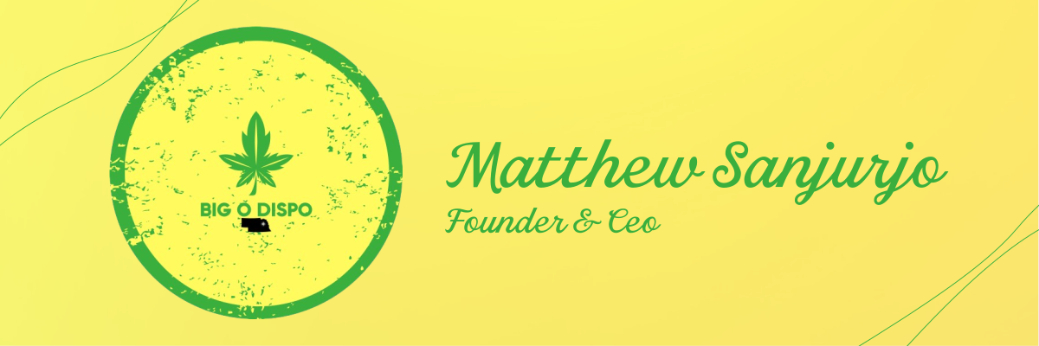 BIG O DISPO
Matthew Sanjurjo
Founder & Ceo